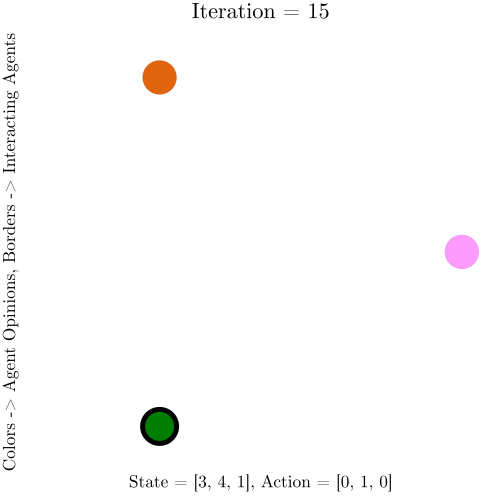 Iteration = 15
Colors -> Agent Opinions, Borders -> Interacting Agents
State = [3, 4, 1], Action = [0, 1, 0]